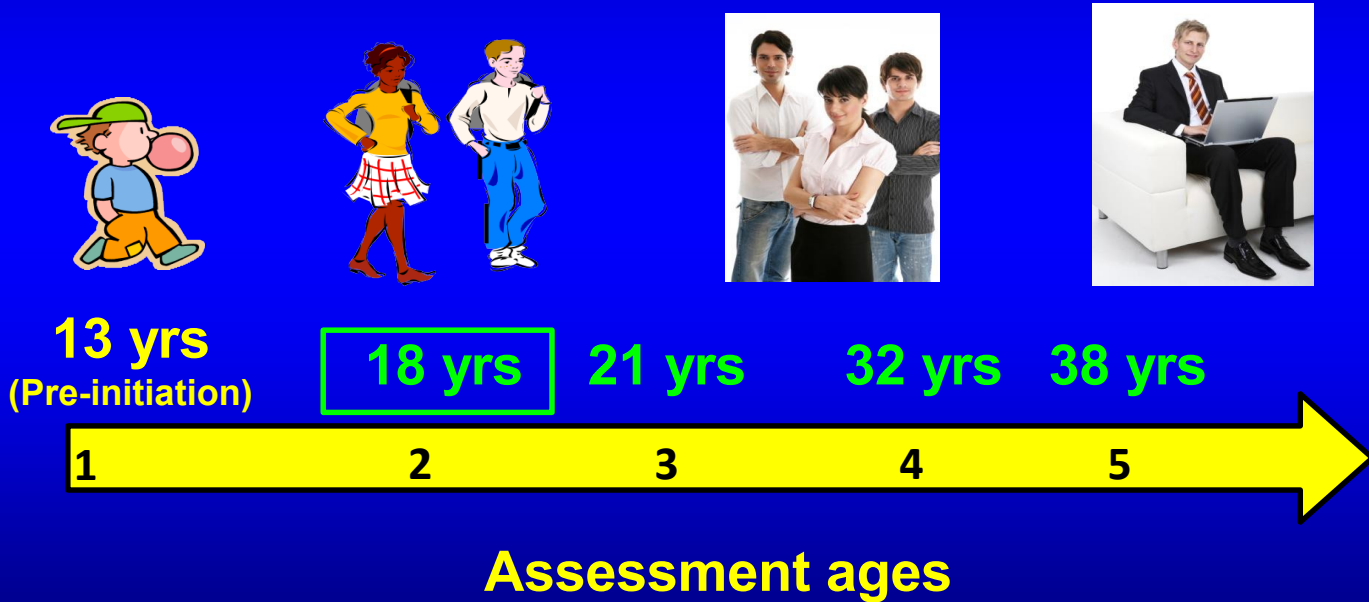 13 yrs
(Pre-initiation)
18 yrs
21 yrs
32 yrs
38 yrs
1
2
3
4
5
Assessment ages